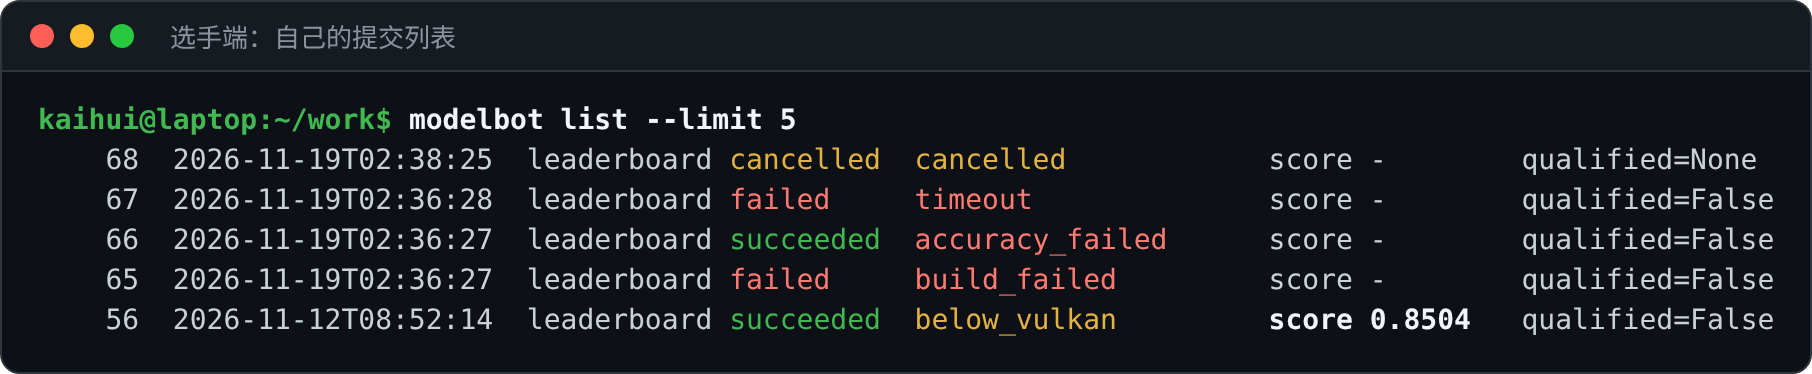 选手端：自己的提交列表
kaihui@laptop:~/work$ modelbot list --limit 5
68 2026-11-19T02:38:25 leaderboard cancelled cancelled score - qualified=None
67 2026-11-19T02:36:28 leaderboard failed timeout score - qualified=False
66 2026-11-19T02:36:27 leaderboard succeeded accuracy_failed score - qualified=False
65 2026-11-19T02:36:27 leaderboard failed build_failed score - qualified=False
56 2026-11-12T08:52:14 leaderboard succeeded below_vulkan score 0.8504 qualified=False